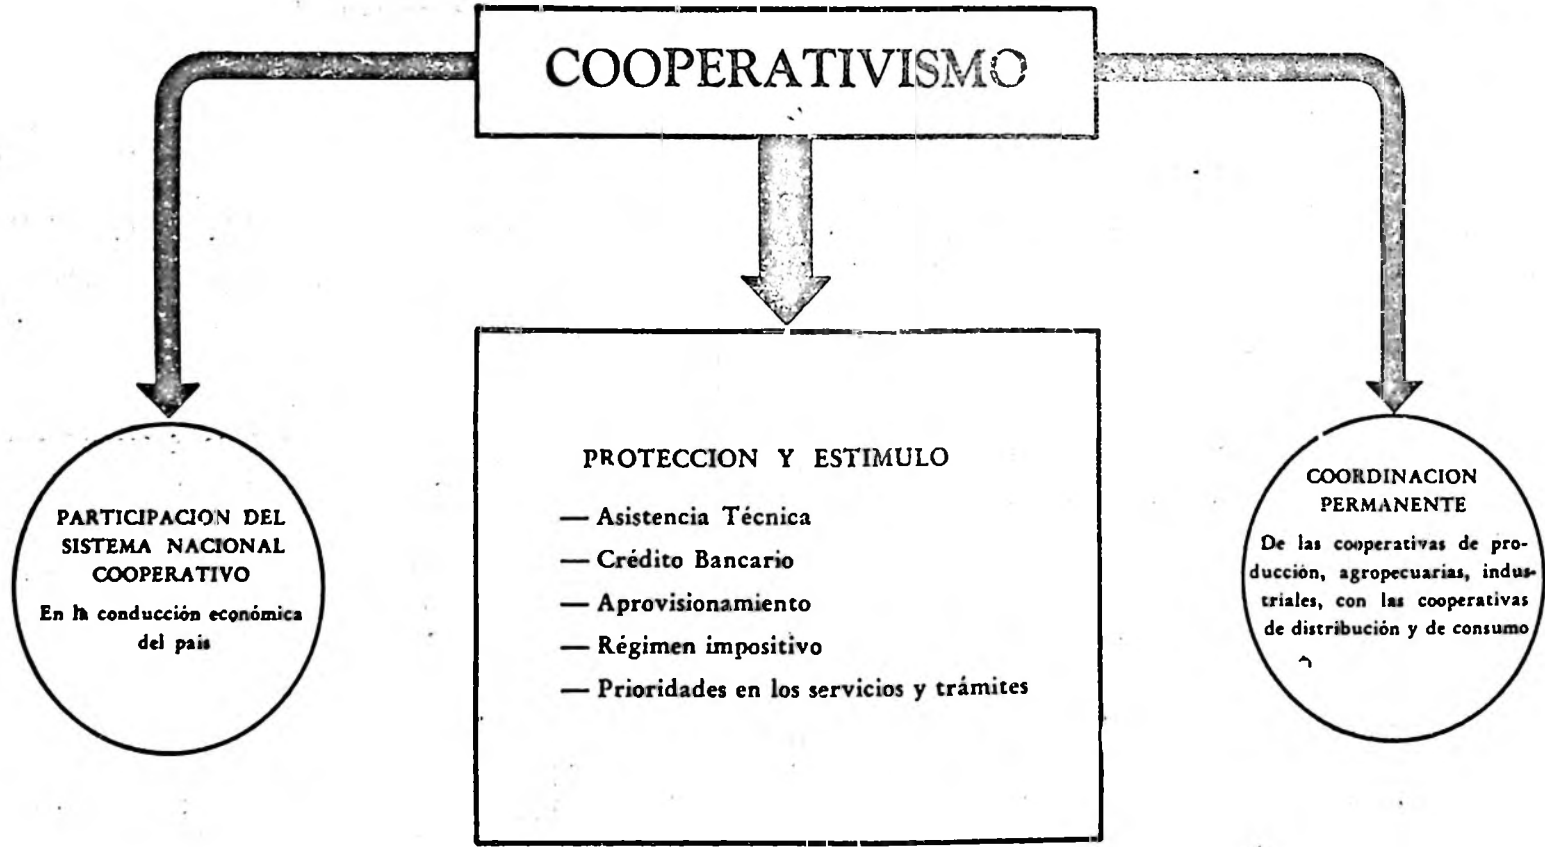 COOPERATIVISMO
PARTICIPACION DEL
SISTEMA NACIONAL
COOPERATIVO
En la conducción económica
del pais
PROTECCION Y ESTIMULO
— Asistencia Técnica
— Crédito Bancario
— Aprovisionamiento
— Régimen impositivo
— Prioridades en los servicios y trámites
COORDINACION
PERMANENTE
De las cooperativas de pro-
ducción, agropecuarias, indus-
triales, con las cooperativas
de distribución y de consumo